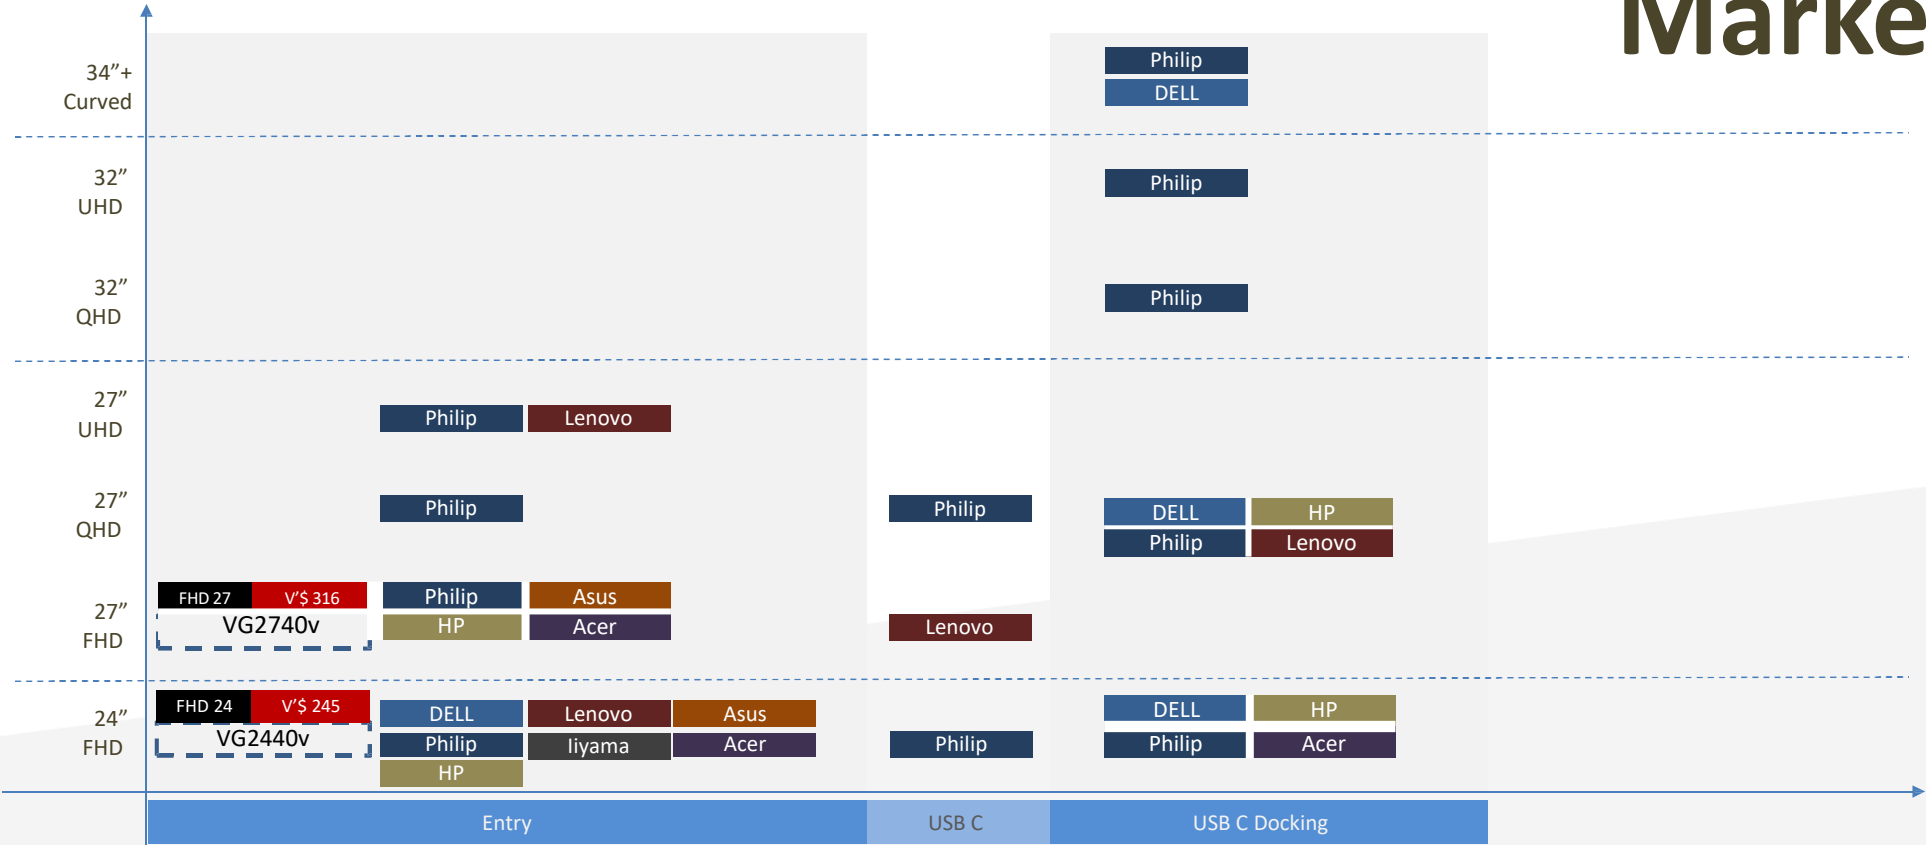 Marke
34”+
Curved
Philip
DELL
32”
UHD
Philip
32”
QHD
Philip
27”
UHD
Philip Lenovo
27”
QHD
Philip Philip DELL HP
Philip Lenovo
27”
FHD
FHD 27 V’$ 316 Philip Asus
VG2740v HP Acer Lenovo
24”
FHD
FHD 24 V’$ 245 DELL Lenovo Asus DELL HP
VG2440v Philip Iiyama Acer Philip Philip Acer
HP
Entry USB C USB C Docking